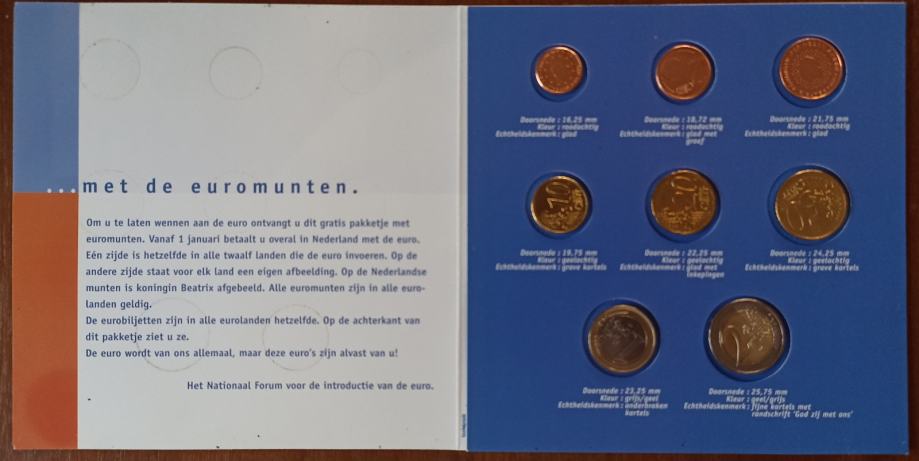 ...met de euromunten.
Om u te laten wennen aan de euro ontvangt u dit gratis pakketje met
euromunten. Vanaf 1 januari betaalt u overal in Nederland met de euro.
Eén zijde is hetzelfde in alle twaalf landen die de euro invoeren. Op de
andere zijde staat voor elk land een eigen afbeelding. Op de Nederlandse
munten is koningin Beatrix afgebeeld. Alle euromunten zijn in alle euro-
landen geldig.
De eurobiljetten zijn in alle eurolanden hetzelfde. Op de achterkant van
dit pakketje ziet u ze.
De euro wordt van ons allemaal, maar deze euro's zijn alvast van u!
Het Nationaal Forum voor de introductie van de euro.
Doorsnede : 16,25 mm
Kleur : roodachtig
Echtheidskenmerk : glad
Doorsnede : 18,72 mm
Kleur : roodachtig
Echtheidskenmerk : glad met
groef
Doorsnede : 21,75 mm
Kleur : roodachtig
Echtheidskenmerk : glad
10
Doorsnede : 19,75 mm
Kleur : geelachtig
Echtheidskenmerk : grove kartels
Doorsnede : 22,25 mm
Kleur : geelachtig
Echtheidskenmerk : glad met
inkepingen
Doorsnede : 24,25 mm
Kleur : geelachtig
Echtheidskenmerk : grove kartels
Doorsnede : 23,25 mm
Kleur : grijs/geel
Echtheidskenmerk : onderbroken
kartels
2
Doorsnede : 25,75 mm
Kleur : geel/grijs
Echtheidskenmerk : fijne kartels met
randschrift 'God zij met ons'